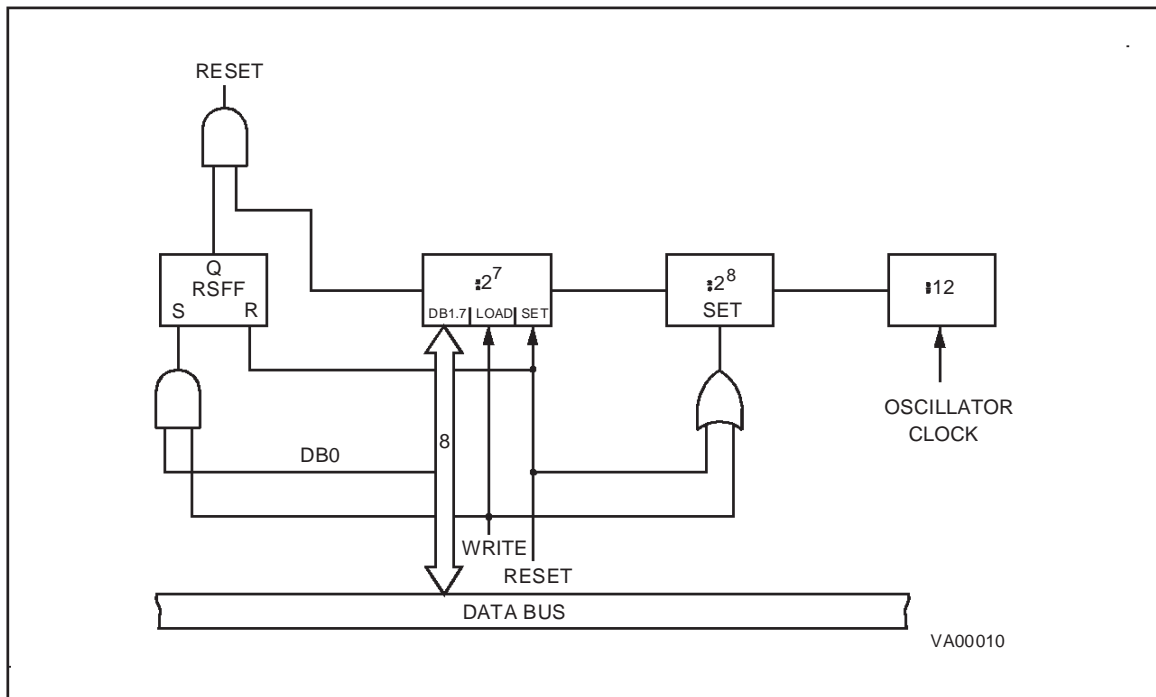 RESET
Q
RSFF
S R
:2^7
DB1.7 LOAD SET
:2^8
SET
:12
OSCILLATOR
CLOCK
8
DB0
WRITE
RESET
DATA BUS
VA00010